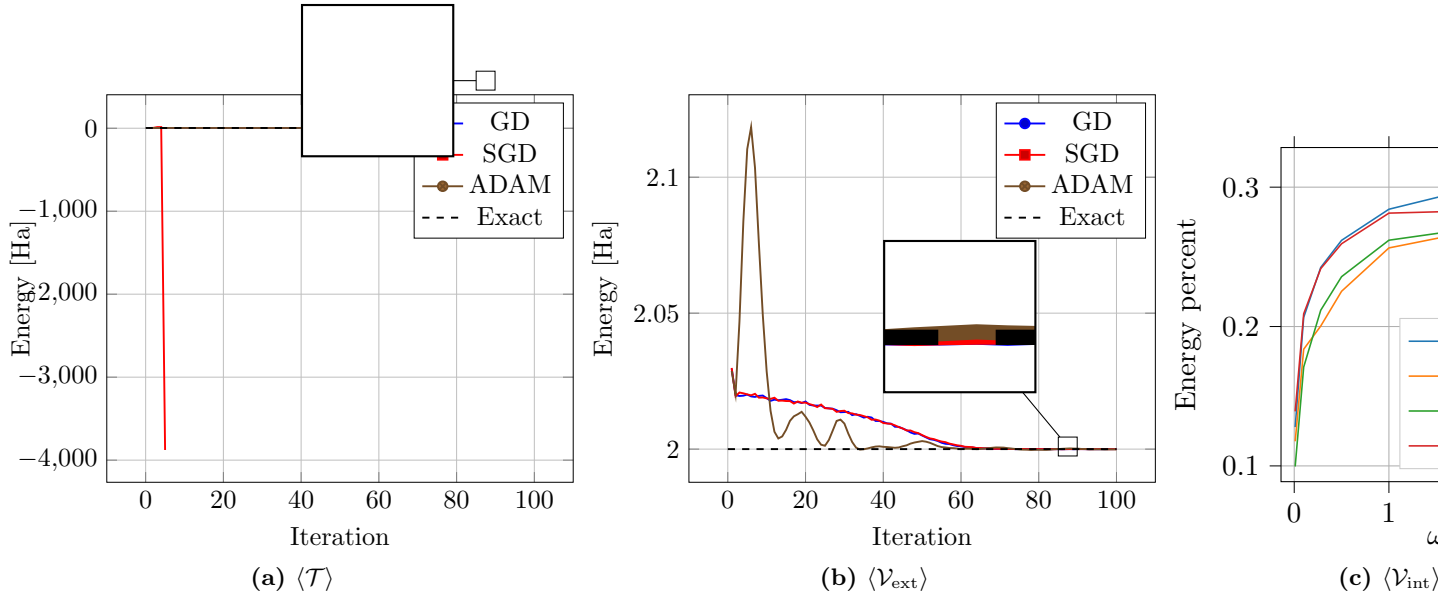 0
−1,000
−2,000
−3,000
−4,000
Energy [Ha]
0
20
40
60
80
100
Iteration
GD
SGD
ADAM
Exact
(a) ⟨𝒯⟩
2.1
2.05
2
Energy [Ha]
0
20
40
60
80
100
Iteration
GD
SGD
ADAM
Exact
(b) ⟨𝒱ext⟩
0.3
0.2
0.1
Energy percent
0
1
ω
(c) ⟨𝒱int⟩